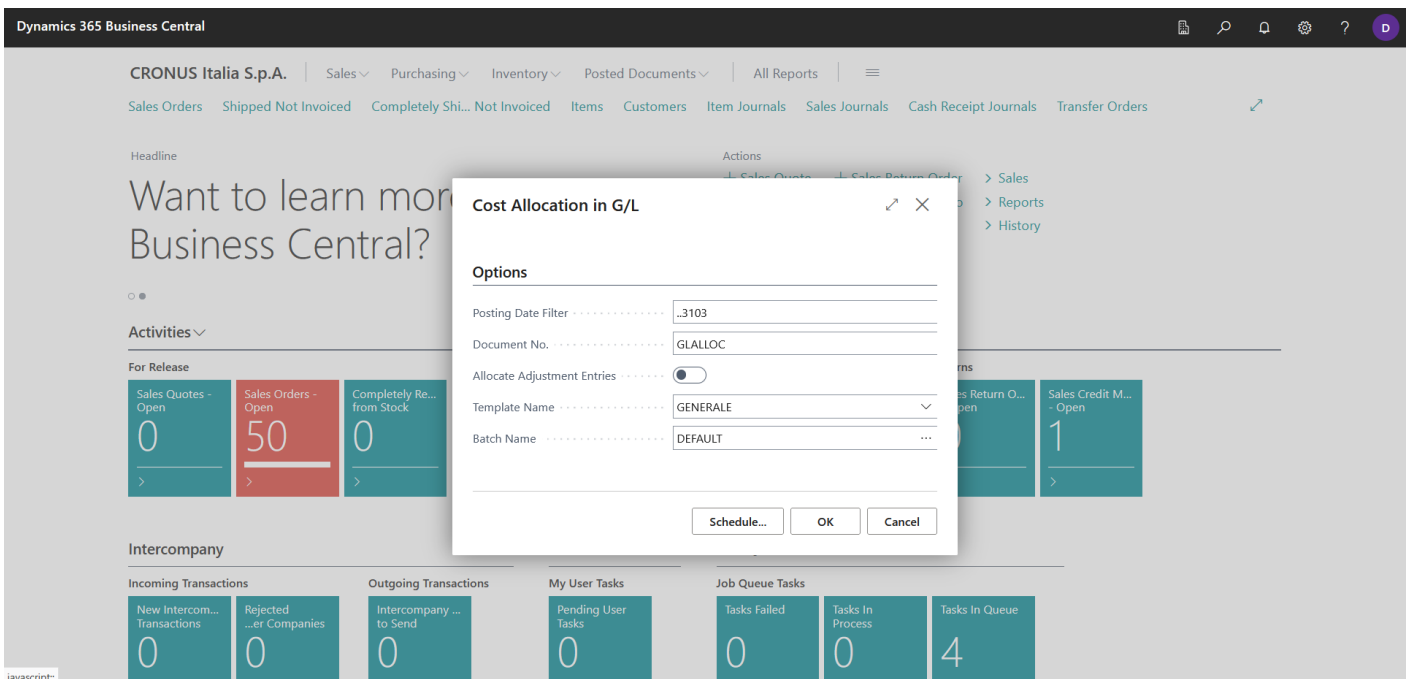 Dynamics 365 Business Central
?
D
CRONUS Italia S.p.A.
Sales
Purchasing
Inventory
Posted Documents
All Reports
Sales Orders
Shipped Not Invoiced
Completely Shi... Not Invoiced
Items
Customers
Item Journals
Sales Journals
Cash Receipt Journals
Transfer Orders
Headline
Want to learn mor
Business Central?
Actions
+ Sales Quote
+ Sales Return Order
> Sales
> Reports
> History
Cost Allocation in G/L
Options
Posting Date Filter
..3103
Document No.
GLALLOC
Allocate Adjustment Entries
Template Name
GENERALE
Batch Name
DEFAULT
...
Schedule...
OK
Cancel
Activities
For Release
Sales Quotes -
Open
0
Sales Orders -
Open
50
Completely Re...
from Stock
0
rns
es Return O...
pen
Sales Credit M...
- Open
1
Intercompany
Incoming Transactions
New Intercom...
Transactions
0
Rejected
...er Companies
0
Outgoing Transactions
Intercompany ...
to Send
0
My User Tasks
Pending User
Tasks
0
Job Queue Tasks
Tasks Failed
0
Tasks In
Process
0
Tasks In Queue
4
javascript:;